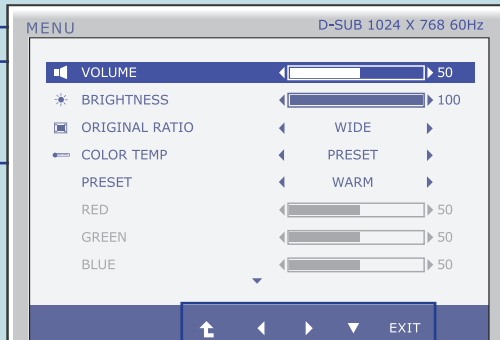 MENU D-SUB 1024 X 768 60Hz
VOLUME 50
BRIGHTNESS 100
ORIGINAL RATIO WIDE
COLOR TEMP PRESET
PRESET WARM
RED 50
GREEN 50
BLUE 50
EXIT